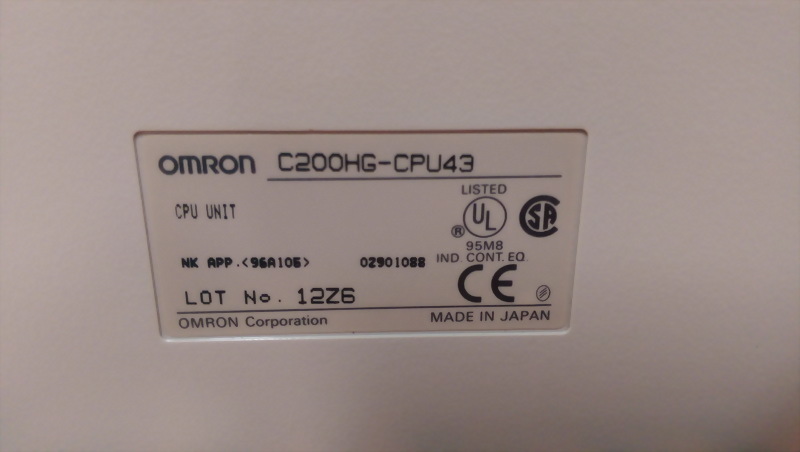 OMRON C200HG-CPU43
CPU UNIT
LISTED
UL
®
SA
95M8
IND CONT. EQ.
NK APP.<96A105> 02901088
LOT No. 12Z6
CE
OMRON Corporation MADE IN JAPAN